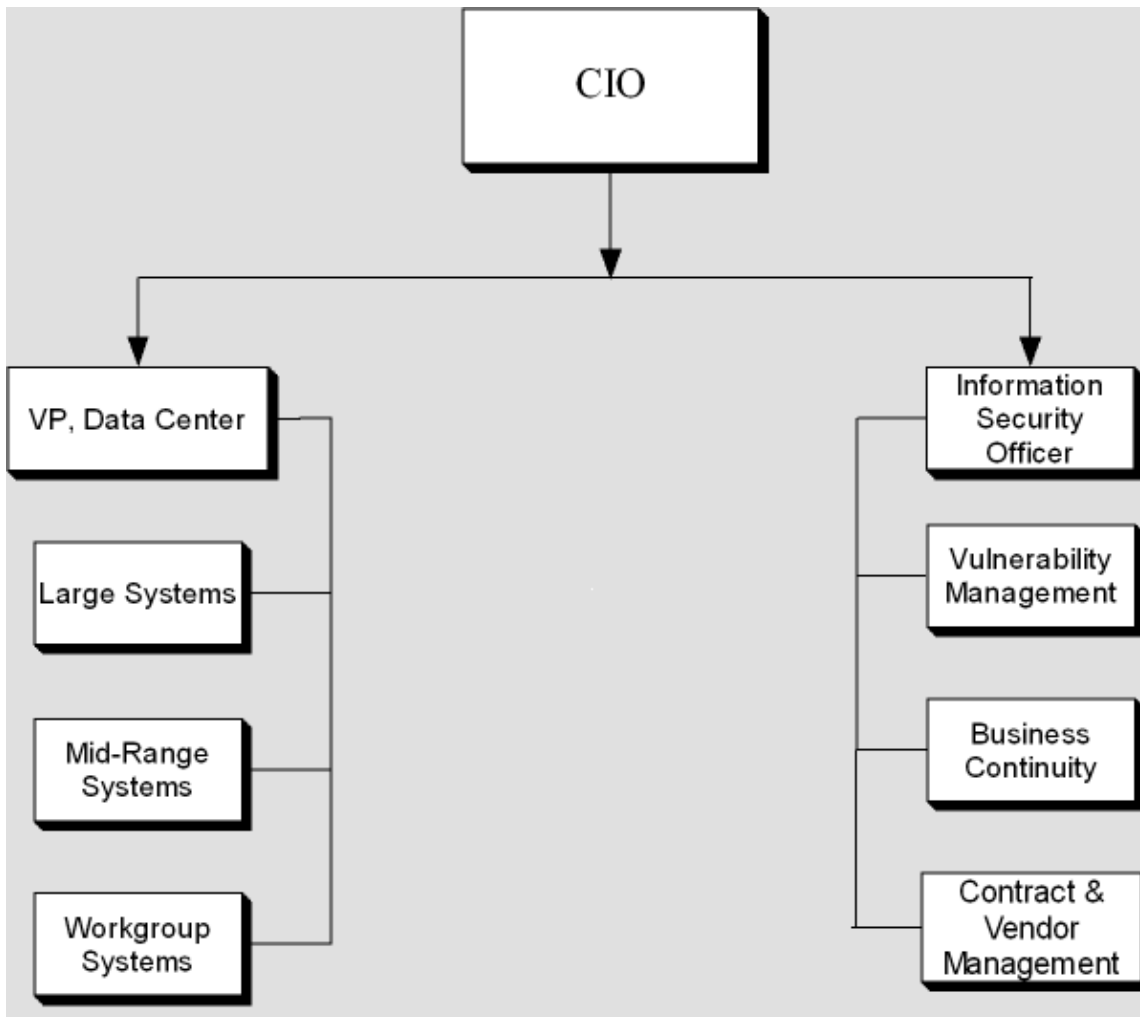 CIO
VP, Data Center
Large Systems
Mid-Range
Systems
Workgroup
Systems
Information
Security
Officer
Vulnerability
Management
Business
Continuity
Contract &
Vendor
Management